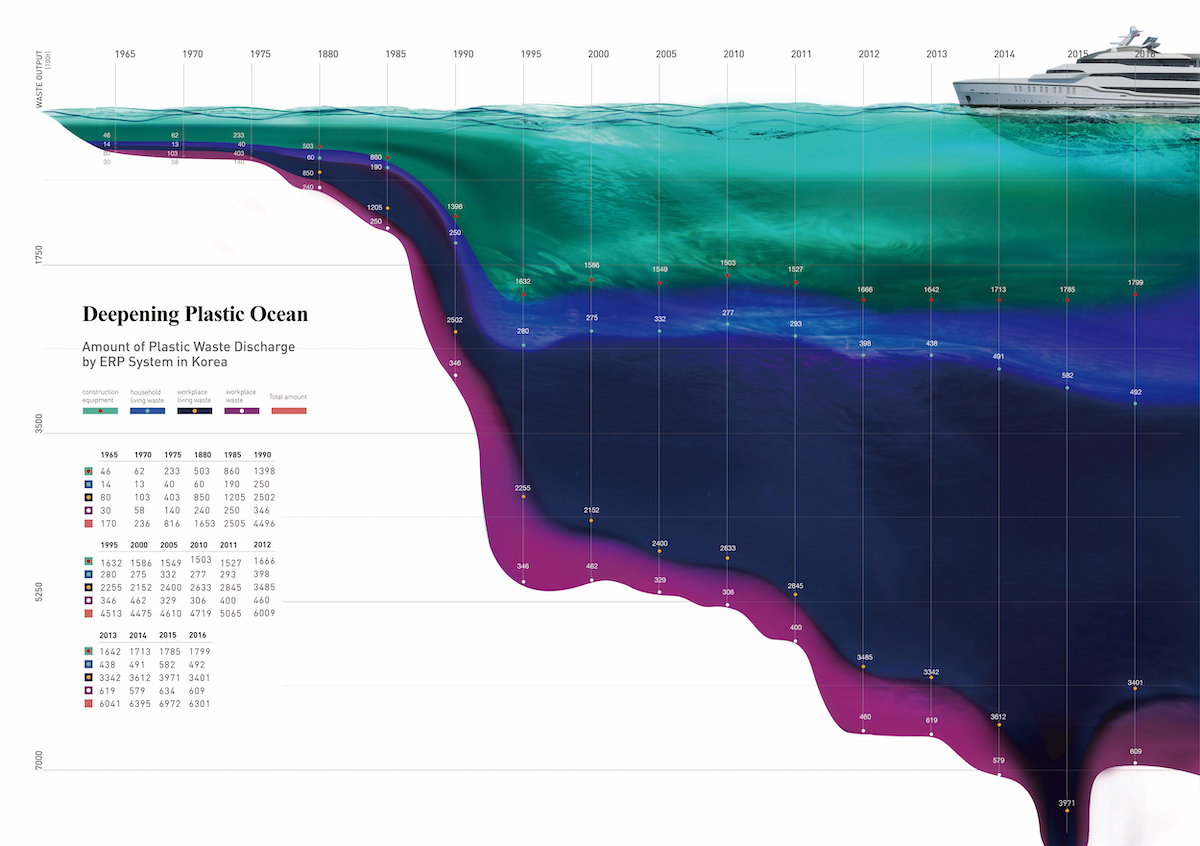 WASTE OUTPUT
[100t]
1965 1970 1975 1880 1985 1990 1995 2000 2005 2010 2011 2012 2013 2014 2015 2016
46 62 233 503 860 1398 1632 1586 1549 1503 1527 1666 1642 1713 1785 1799
14 13 40 60 190 250 280 275 332 277 293 398 438 491 582 492
103 403 850 1205 2502 2255 2152 2400 2633 2845 3485 3342 3612 3971 3401
30 58 140 240 250 346 346 462 329 306 400 460 619 579 609
1750
3500
5250
7000
Deepening Plastic Ocean
Amount of Plastic Waste Discharge
by ERP System in Korea
construction equipment
household living waste
workplace living waste
workplace waste
Total amount
1965 1970 1975 1880 1985 1990
46 62 233 503 860 1398
14 13 40 60 190 250
80 103 403 850 1205 2502
30 58 140 240 250 346
170 236 816 1653 2505 4496
1995 2000 2005 2010 2011 2012
1632 1586 1549 1503 1527 1666
280 275 332 277 293 398
2255 2152 2400 2633 2845 3485
346 462 329 306 400 460
4513 4475 4610 4719 5065 6009
2013 2014 2015 2016
1642 1713 1785 1799
438 491 582 492
3342 3612 3971 3401
619 579 634 609
6041 6395 6972 6301